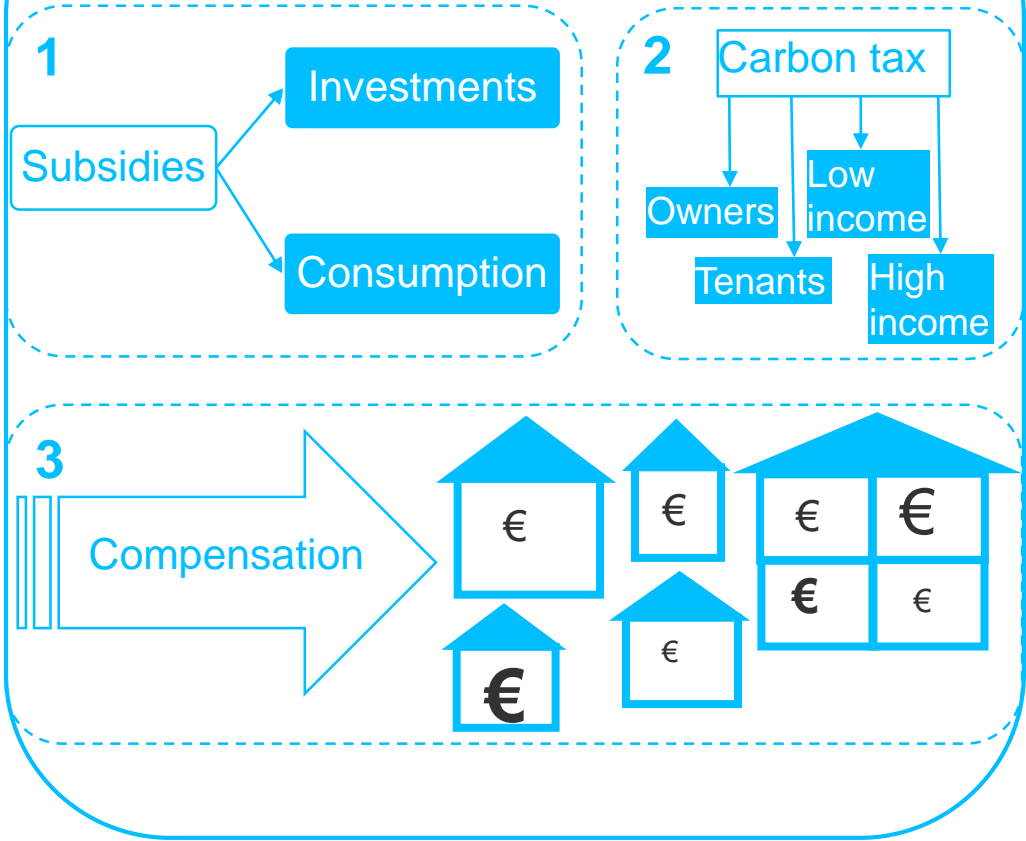 1
Investments
Subsidies
Consumption
2
Carbon tax
Low
income
Owners
Tenants
High
income
3
Compensation
€
€
€
€
€
€
€
€